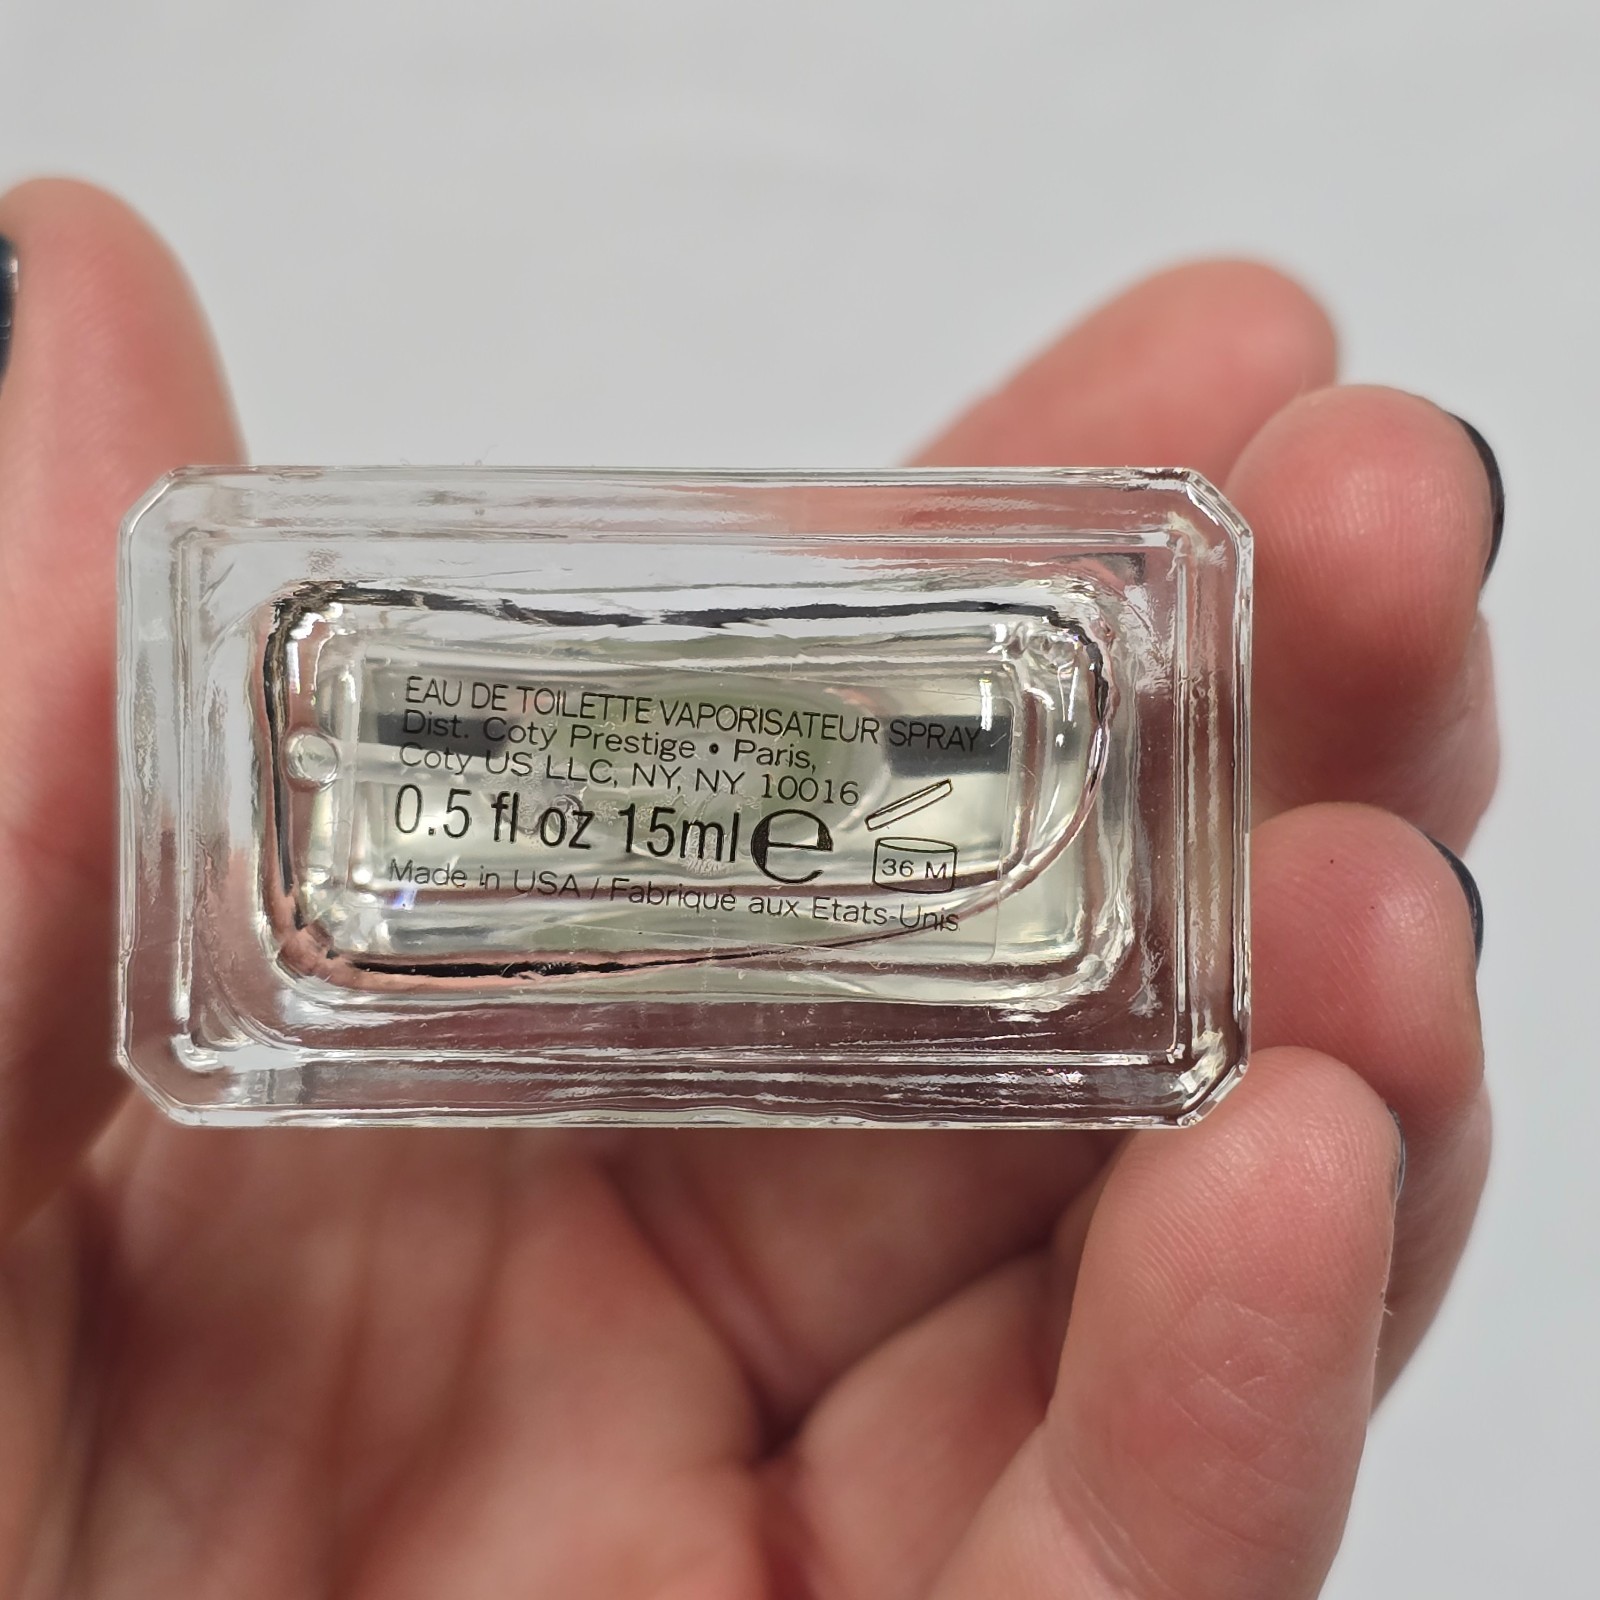 EAU DE TOILETTE VAPORISATEUR SPRAY
Dist. Coty Prestige • Paris,
Coty US LLC, NY, NY 10016
0.5 fl oz 15ml e
36 M
Made in USA / Fabriqué aux Etats-Unis